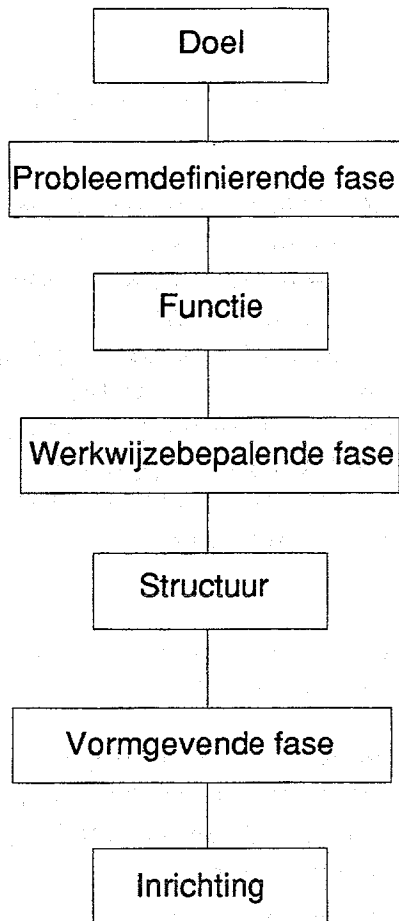 Doel
Probleemdefinierende fase
Functie
Werkwijzebepalende fase
Structuur
Vormgevende fase
Inrichting